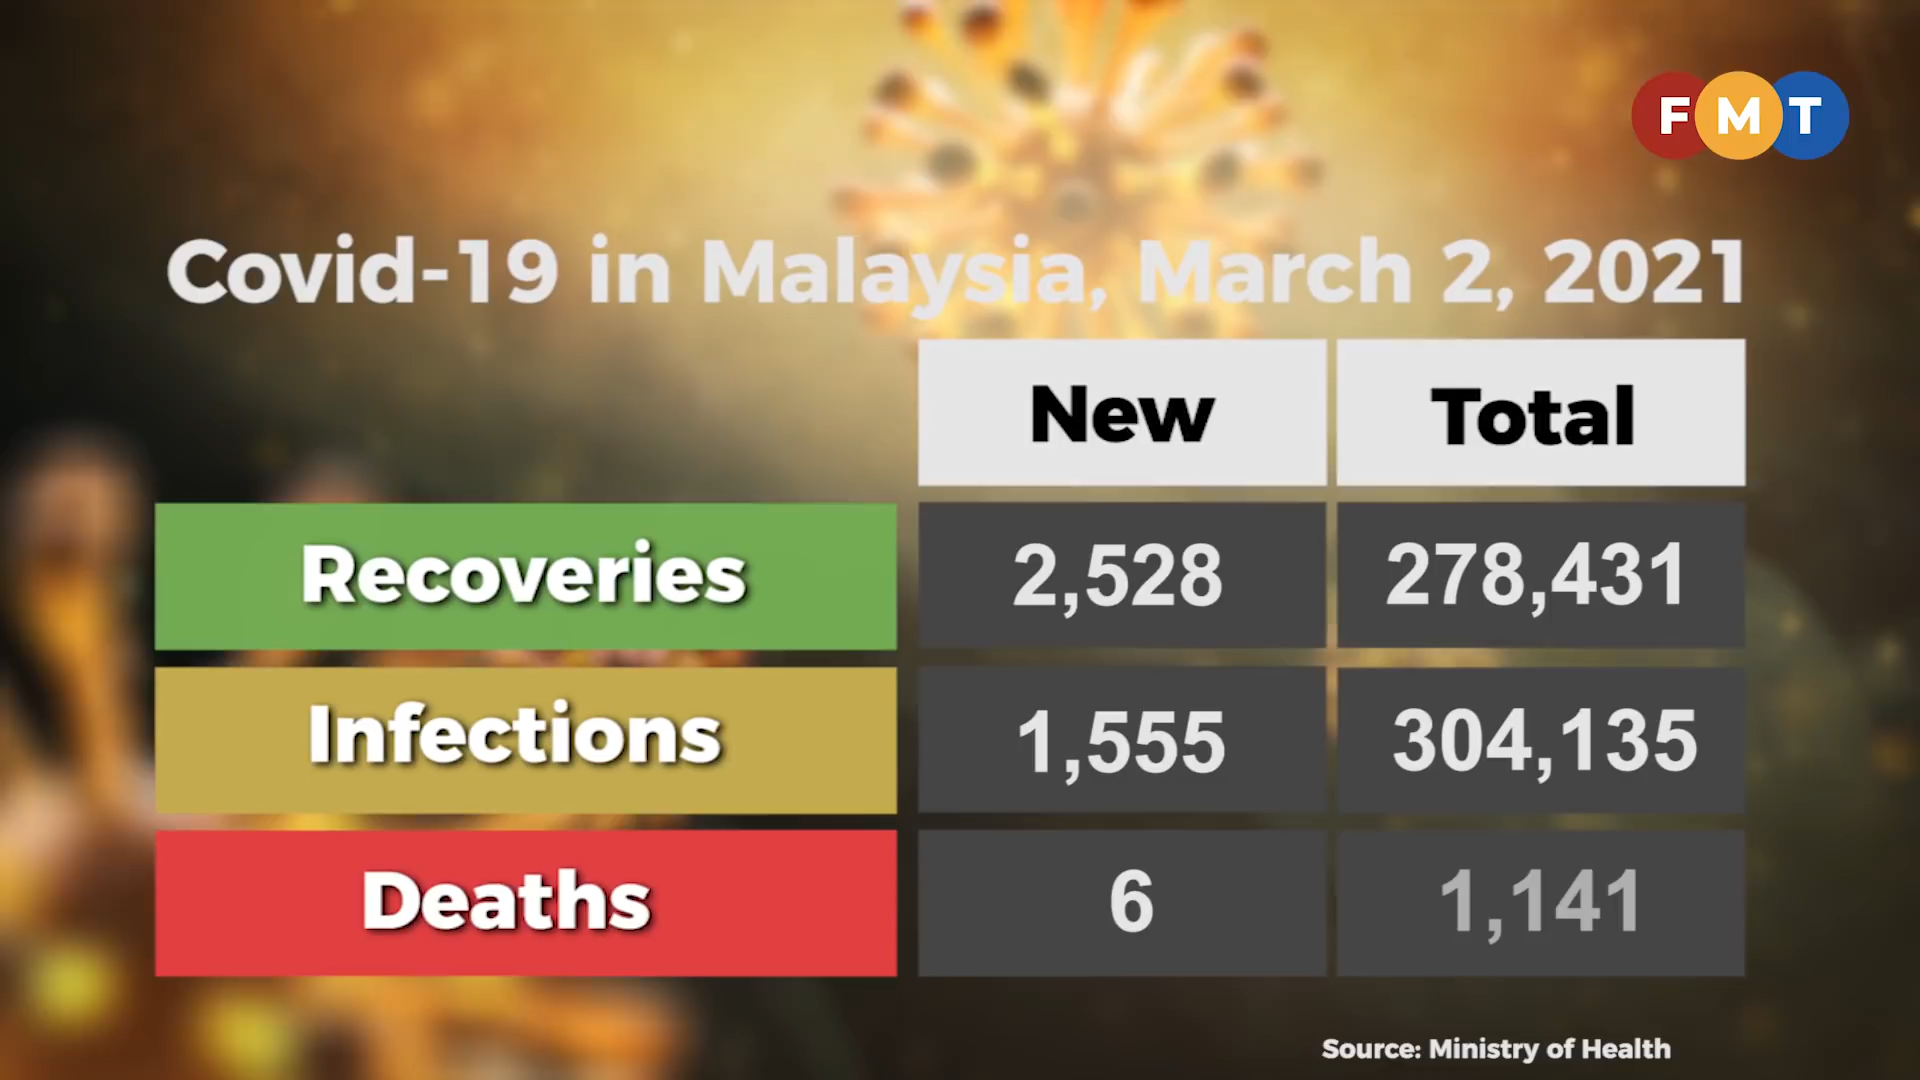 FMT
Covid-19 in Malaysia, March 2, 2021
New Total
Recoveries 2,528 278,431
Infections 1,555 304,135
Deaths 6 1,141
Source: Ministry of Health